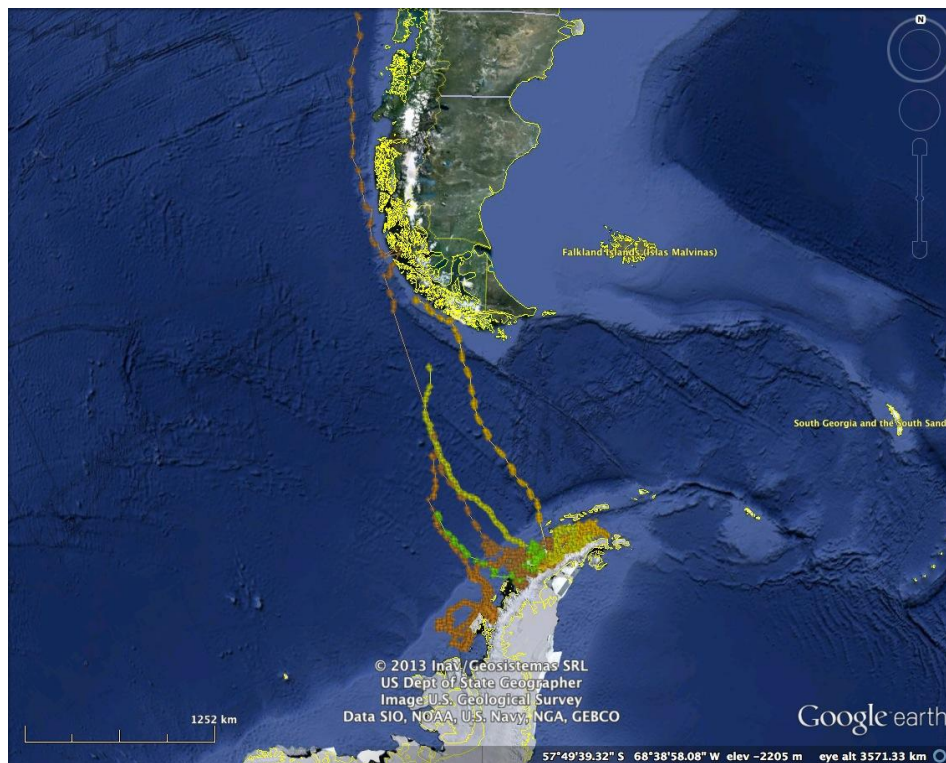 N
Falkland Islands (Islas Malvinas)
South Georgia and the South Sand
1252 km
© 2013 Inav/Geosistemas SRL
US Dept of State Geographer
Image U.S. Geological Survey
Data SIO, NOAA, U.S. Navy, NGA, GEBCO
Google earth
57°49'39.32" S 68°38'58.08" W elev -2205 m eye alt 3571.33 km